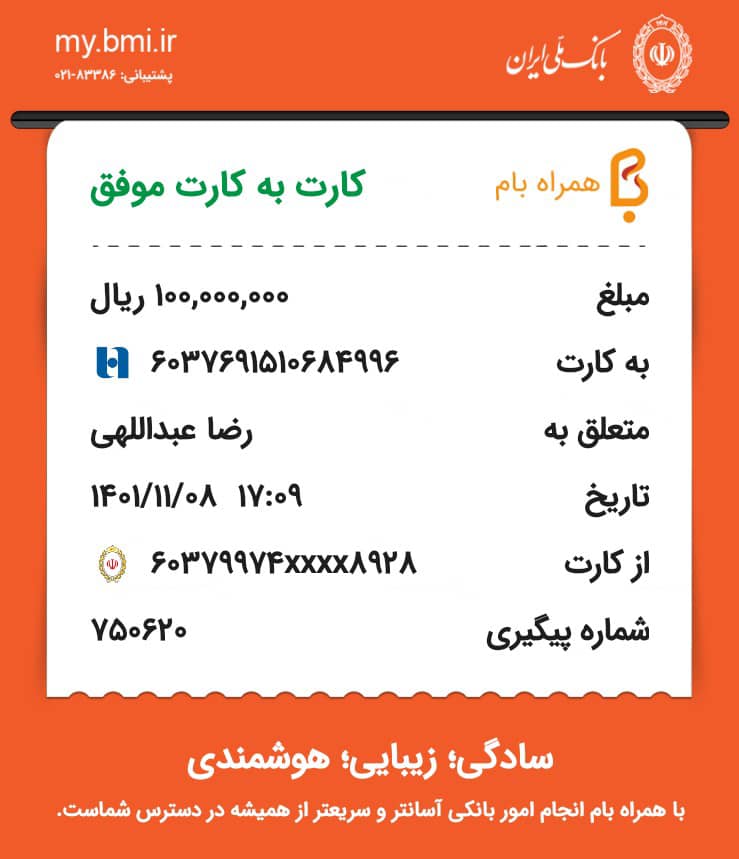 my.bmi.ir
بانک ملی ایران
پشتیبانی: ۸۳۳۸۶-۰۲۱
همراه بام
کارت به کارت موفق
مبلغ ۱۰۰,۰۰۰,۰۰۰ ریال
به کارت ۶۰۳۷۶۹۱۵۱۰۶۸۴۹۹۶
متعلق به رضا عبداللهی
تاریخ ۱۴۰۱/۱۱/۰۸ ۱۷:۰۹
از کارت ۶۰۳۷۹۹۷۴xxxx۸۹۲۸
شماره پیگیری ۷۵۰۶۲۰
سادگی؛ زیبایی؛ هوشمندی
با همراه بام انجام امور بانکی آسانتر و سریعتر از همیشه در دسترس شماست.